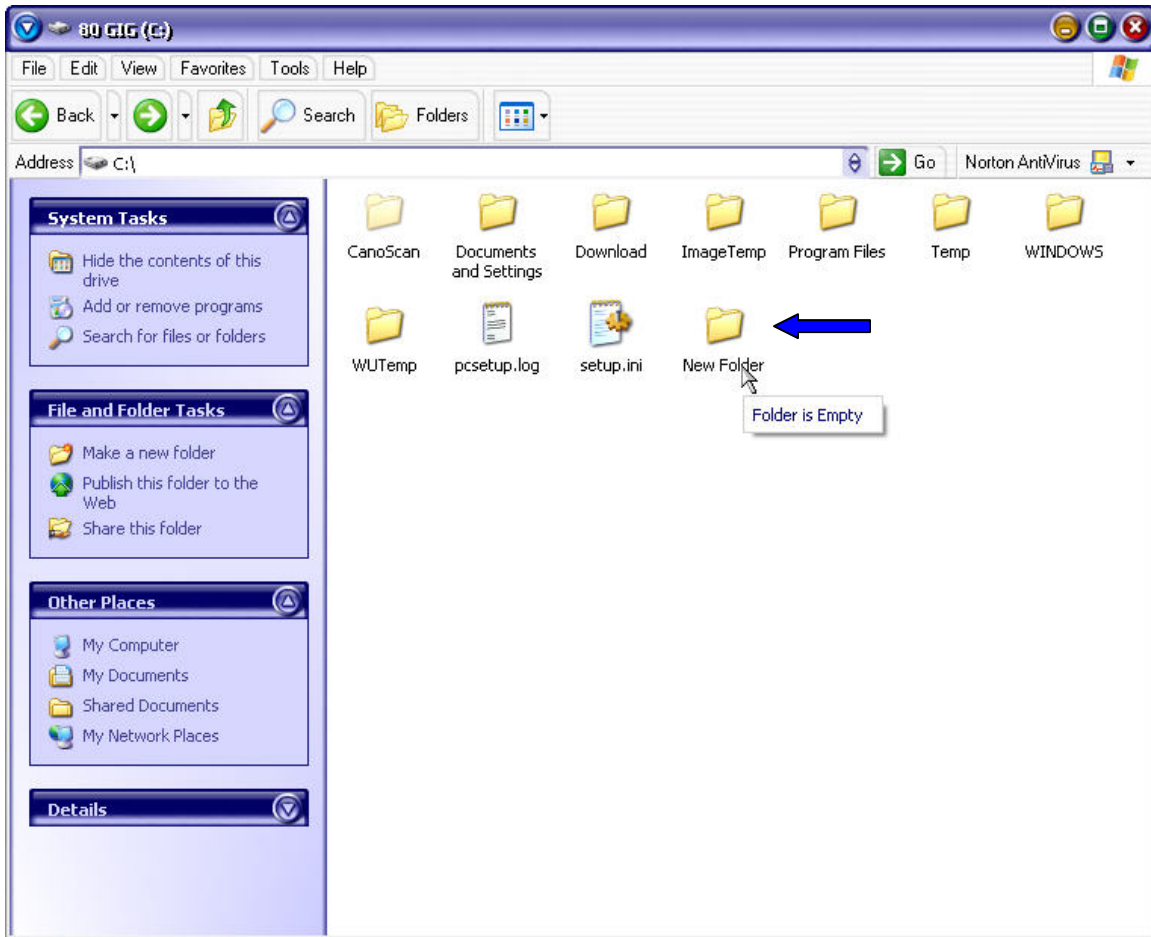 80 GIG (C:)
File Edit View Favorites Tools Help
Back Search Folders
Address C:\ Go Norton AntiVirus
System Tasks
Hide the contents of this
drive
Add or remove programs
Search for files or folders
File and Folder Tasks
Make a new folder
Publish this folder to the
Web
Share this folder
Other Places
My Computer
My Documents
Shared Documents
My Network Places
Details
CanoScan Documents Download ImageTemp Program Files Temp WINDOWS
and Settings
WUTemp pcsetup.log setup.ini New Folder
Folder is Empty